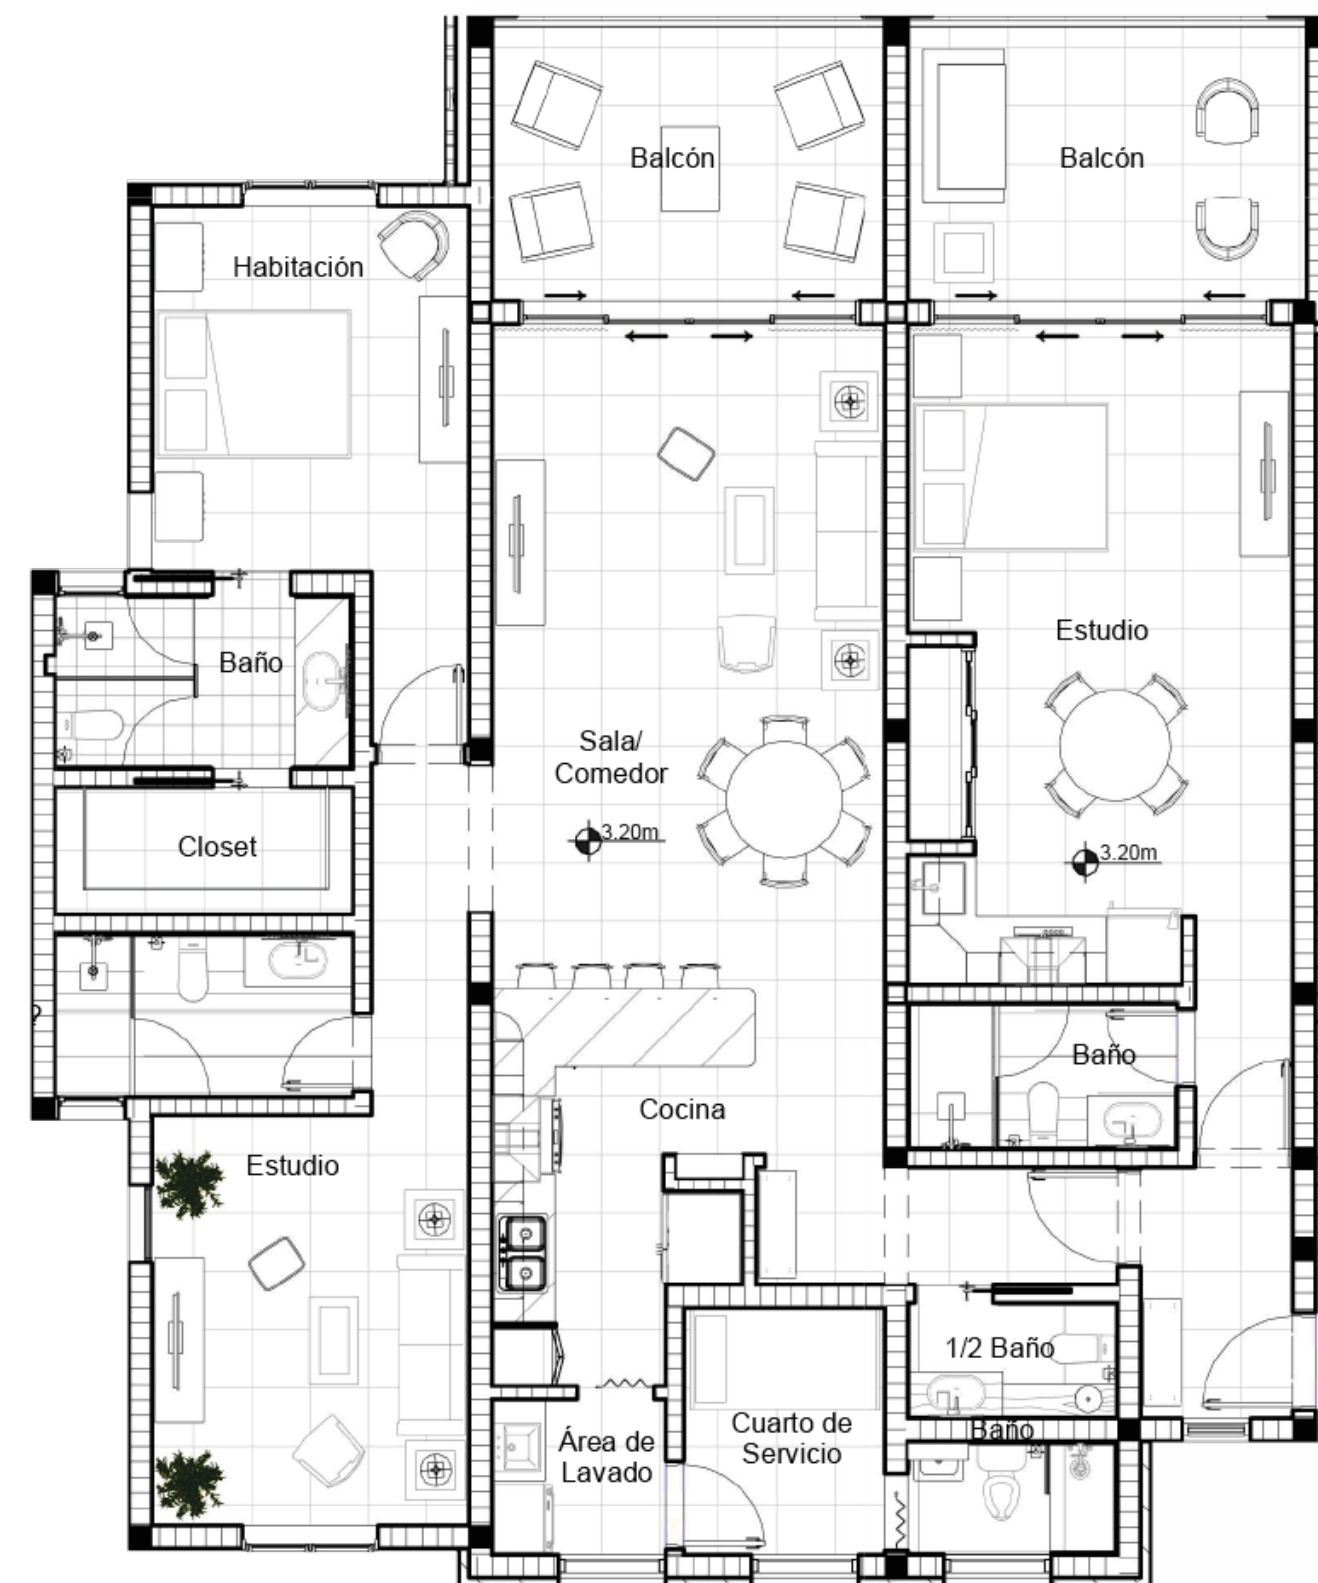 Balcón
Balcón
Habitación
Estudio
Baño
Sala/
Comedor
3.20m
Closet
3.20m
Baño
Cocina
Estudio
1/2 Baño
Baño
Cuarto de
Servicio
Área de
Lavado
?